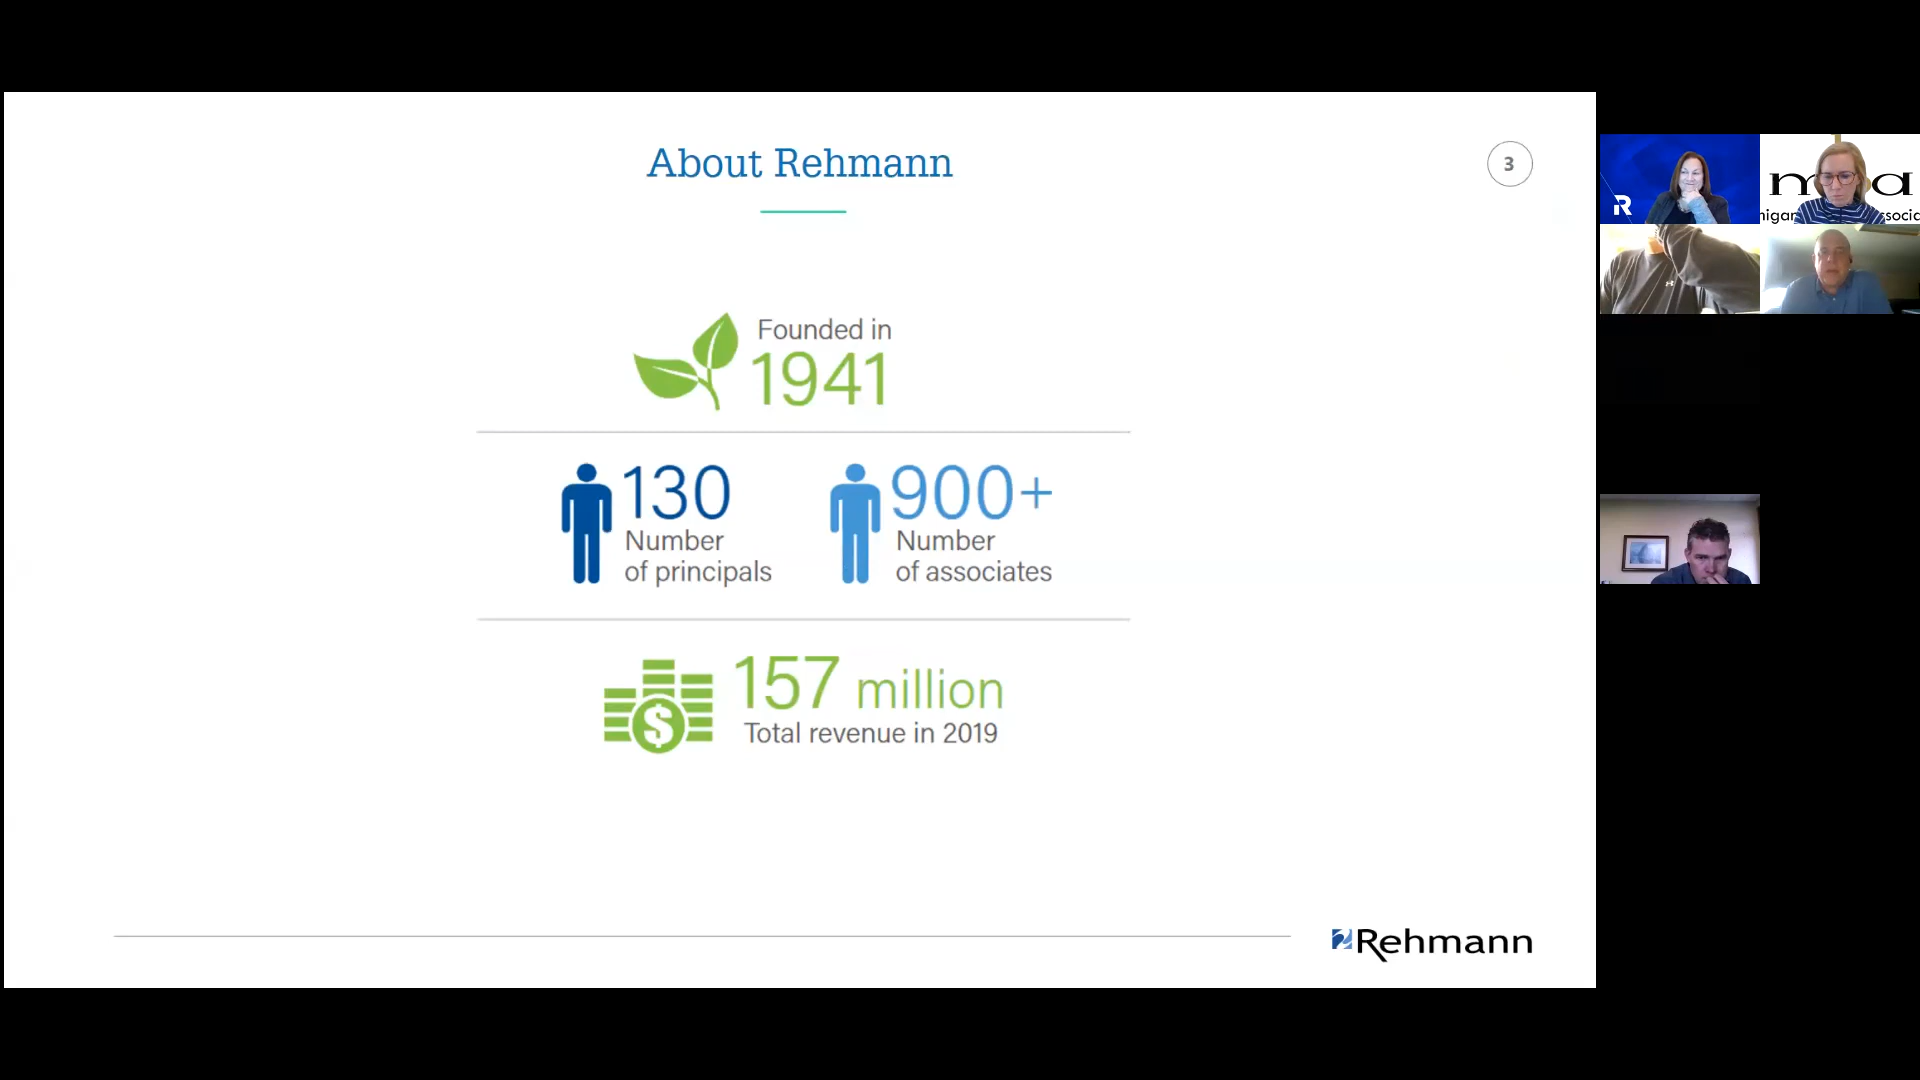 About Rehmann
3
Founded in
1941
130
Number
of principals
900+
Number
of associates
157 million
Total revenue in 2019
Rehmann
R